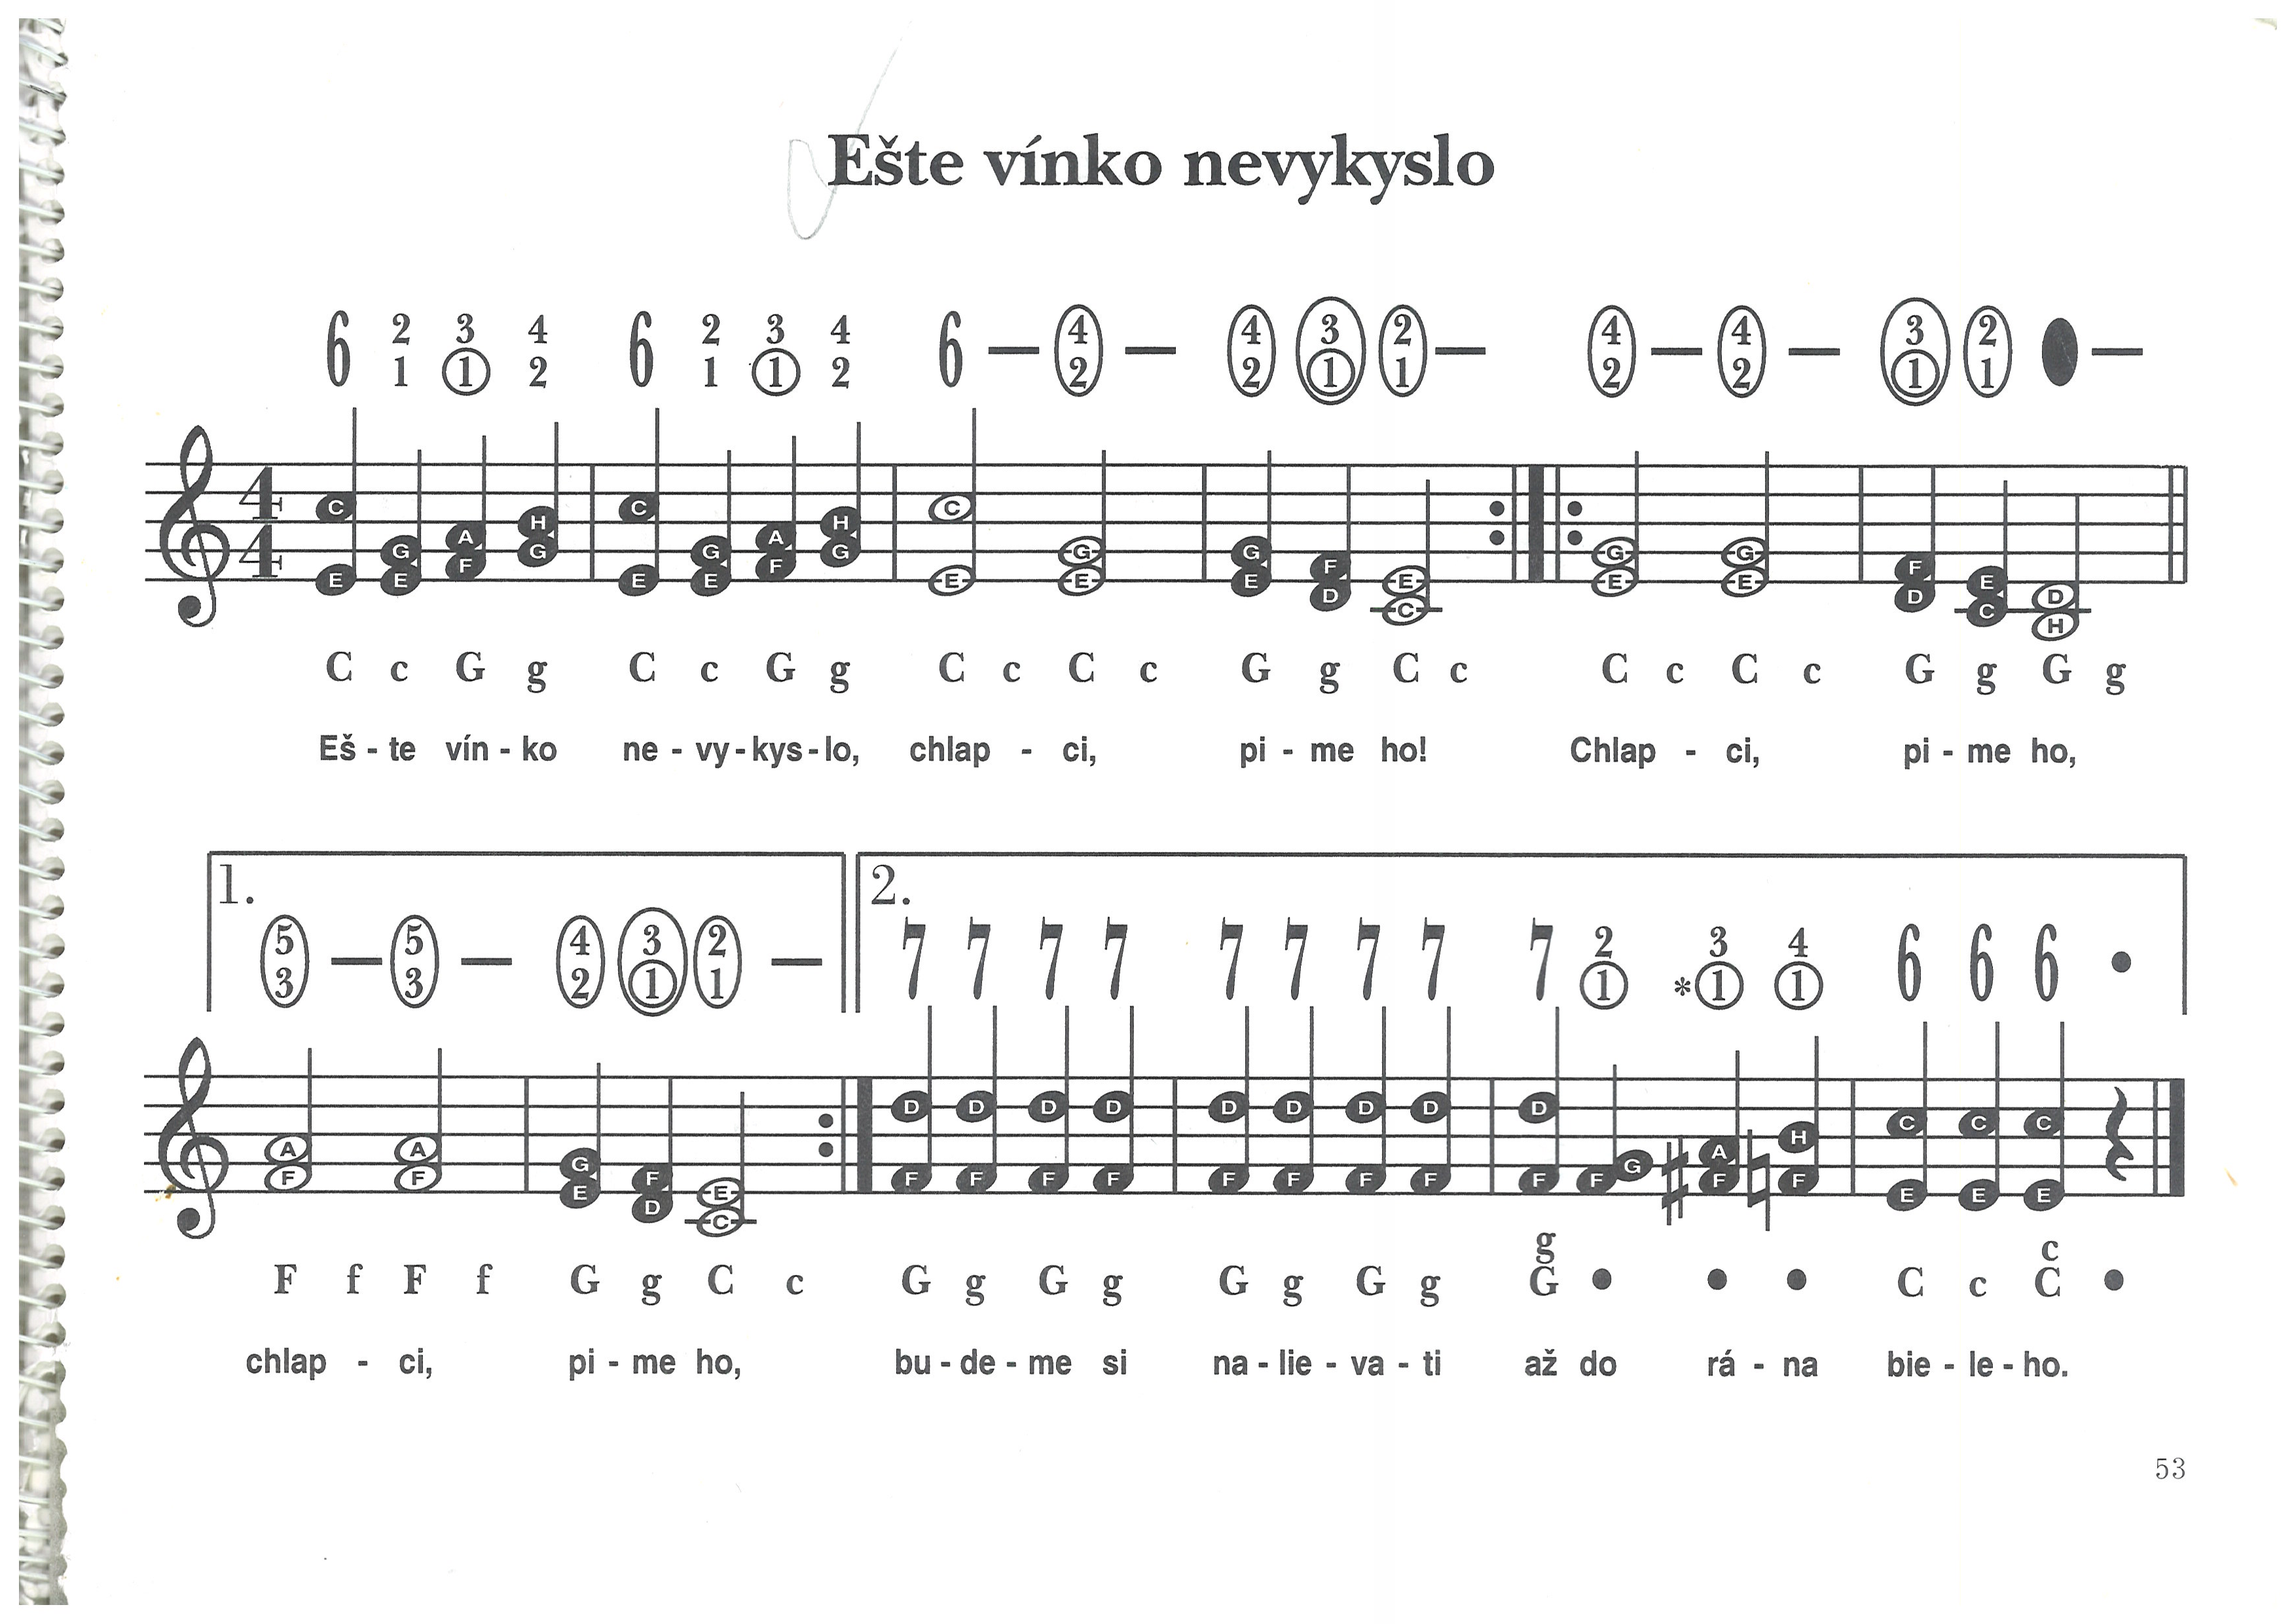 Ešte vínko nevykyslo
6 2 3 4 6 2 3 4 6 – 4 – 4 3 2 – 4 – 4 – 3 2 –
1 1 2 1 1 2 2 2 1 1 2 2 1 1
4 C C C
4 H H
A A
G G G G G G G G G
F F F F
E E E E E E E E E E E E E
D D D D
C C
H
C c G g C c G g C c C c G g C c C c C c G g G g
Eš - te vín - ko ne - vy - kys - lo, chlap - ci, pi - me ho! Chlap - ci, pi - me ho,
1. 2.
5 – 5 – 4 3 2 – 7 7 7 7 7 7 7 7 7 2 3 4 6 6 6 •
3 3 2 1 1 1 *1 1
D D D D D D D D D
C C C
A A A H
G G
F F F F F F F F F F F F F F F F
E E E E E
D
C
g c
F f F f G g C c G g G g G g G g G • • • C c C •
chlap - ci, pi - me ho, bu - de - me si na - lie - va - ti až do rá - na bie - le - ho.
53